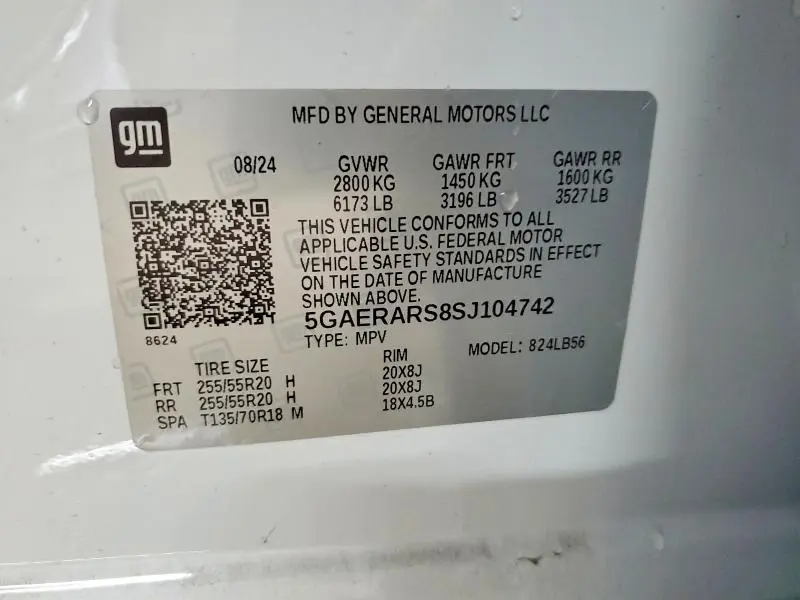 gm
MFD BY GENERAL MOTORS LLC
08/24 GVWR GAWR FRT GAWR RR
2800 KG 1450 KG 1600 KG
6173 LB 3196 LB 3527 LB
THIS VEHICLE CONFORMS TO ALL
APPLICABLE U.S. FEDERAL MOTOR
VEHICLE SAFETY STANDARDS IN EFFECT
ON THE DATE OF MANUFACTURE
SHOWN ABOVE.
5GAERARS8SJ104742
8624
TYPE: MPV MODEL: 824LB56
TIRE SIZE RIM
FRT 255/55R20 H 20X8J
RR 255/55R20 H 20X8J
SPA T135/70R18 M 18X4.5B